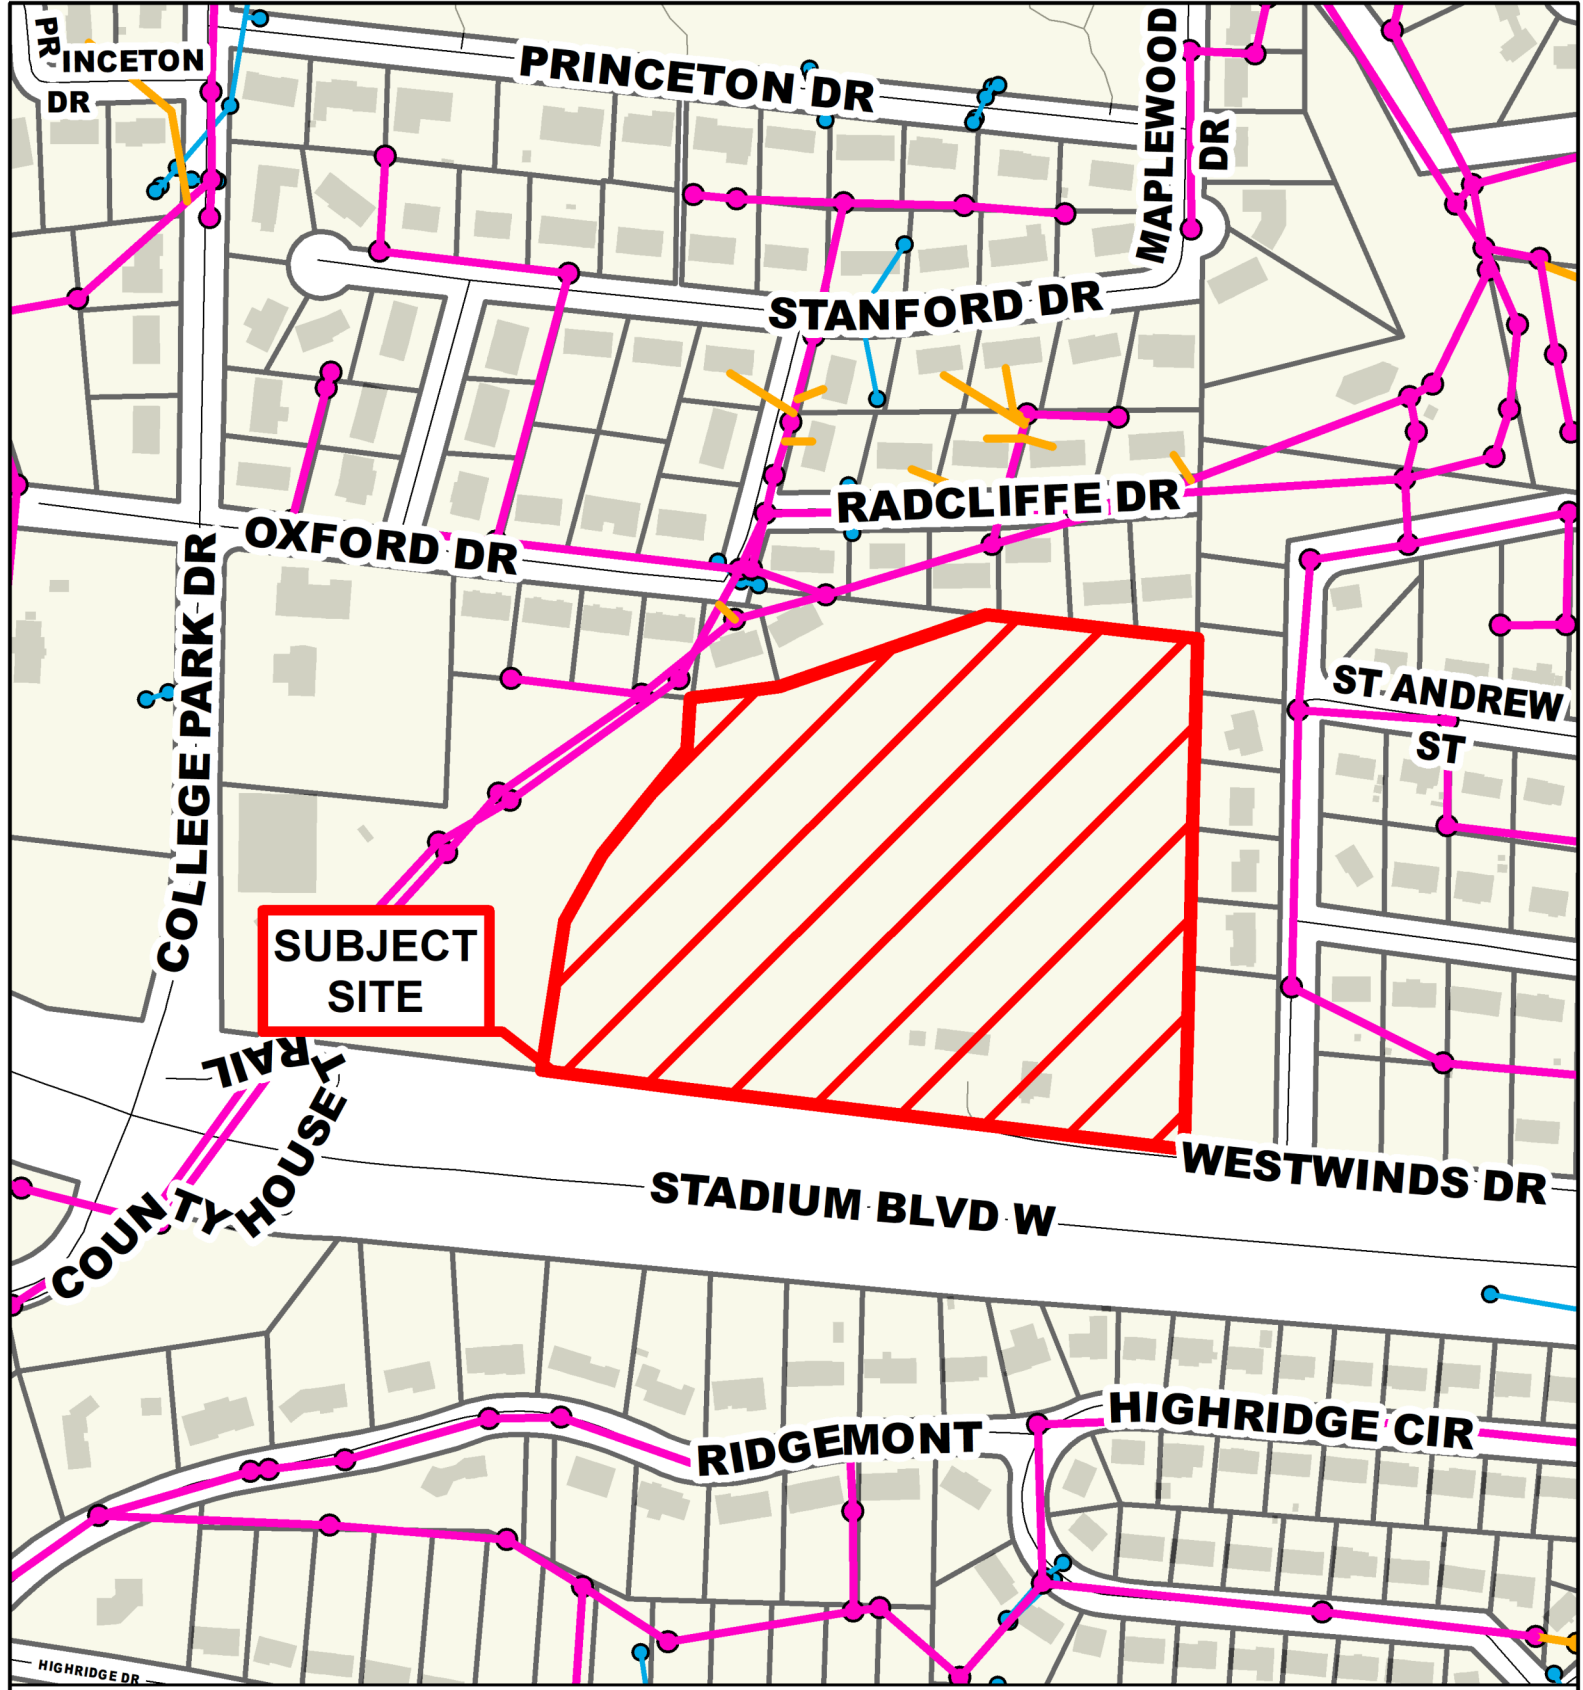 PRINCETON
DR
PRINCETON DR
MAPLEWOOD
DR
STANFORD DR
RADCLIFFE DR
OXFORD DR
COLLEGE PARK DR
ST ANDREW
ST
SUBJECT
SITE
COUNTY HOUSE TRAIL
STADIUM BLVD W
WESTWINDS DR
HIGHRIDGE CIR
RIDGEMONT
HIGHRIDGE DR